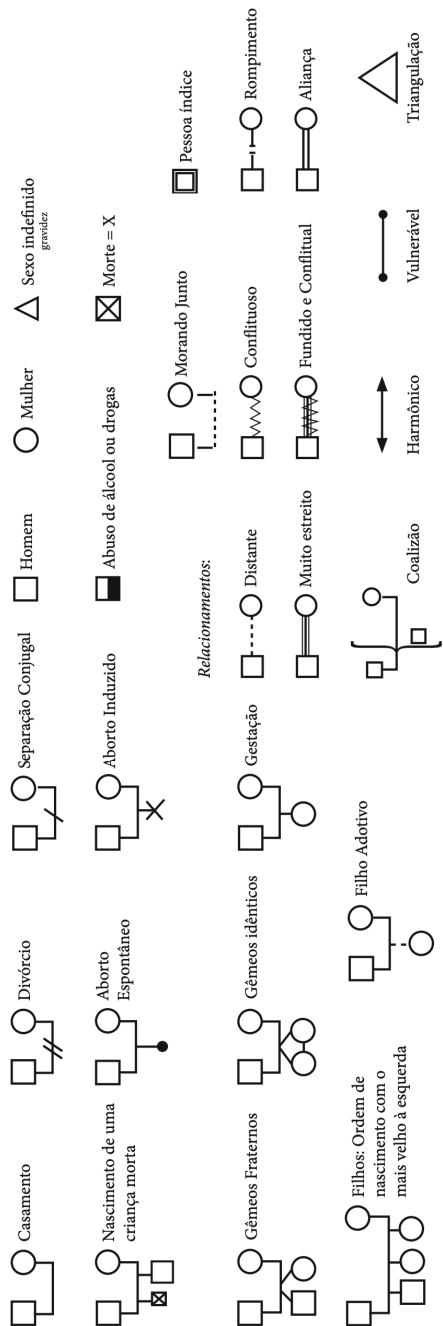 Casamento
Divórcio
Separação Conjugal
Homem
Mulher
Sexo indefinido
gravidez
Nascimento de uma
criança morta
Aborto
Espontâneo
Aborto Induzido
Abuso de álcool ou drogas
Morte = X
Relacionamentos:
Morando Junto
Pessoa índice
Gêmeos Fraternos
Gêmeos idênticos
Gestação
Distante
Conflituoso
Rompimento
Muito estreito
Fundido e Conflitual
Aliança
Filhos: Ordem de
nascimento com o
mais velho à esquerda
Filho Adotivo
Coalizão
Harmônico
Vulnerável
Triangulação